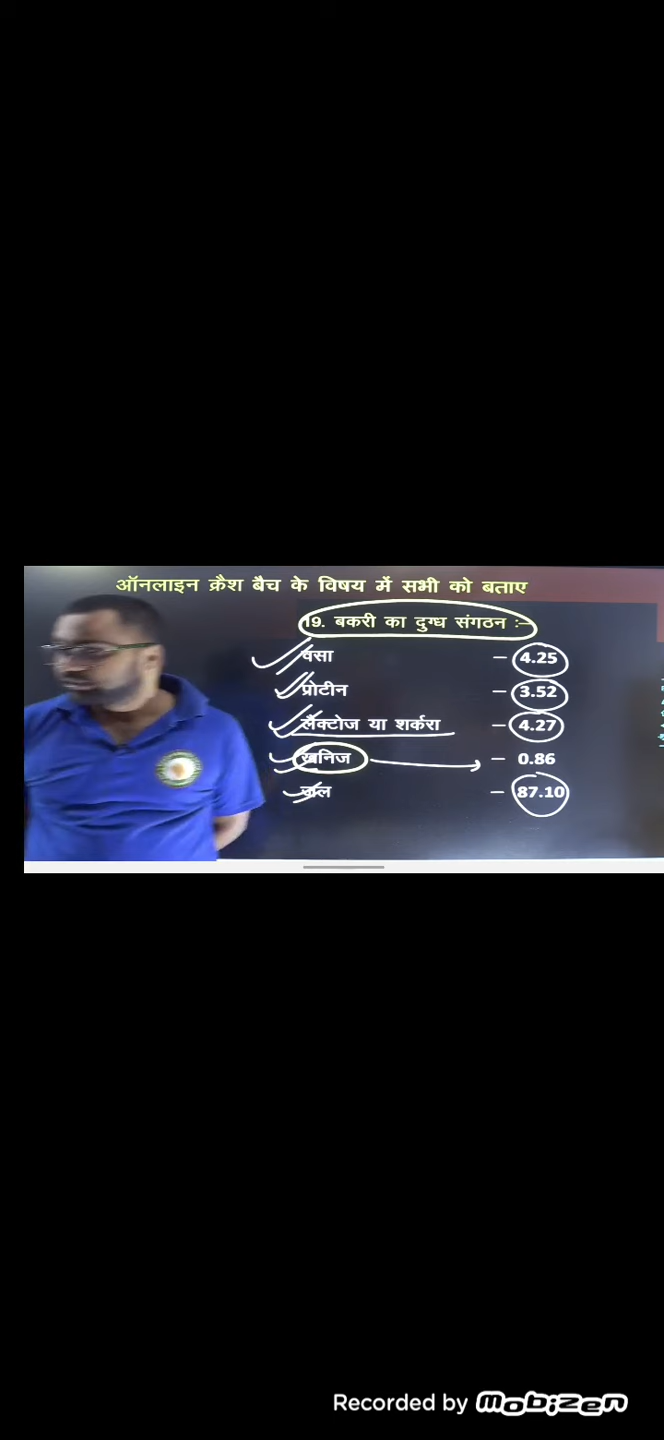 ऑनलाइन क्रैश बैच के विषय में सभी को बताए
19. बकरी का दुग्ध संगठन :-
वसा – 4.25
प्रोटीन – 3.52
लैक्टोज या शर्करा – 4.27
खनिज – 0.86
जल – 87.10
Recorded by mobizen